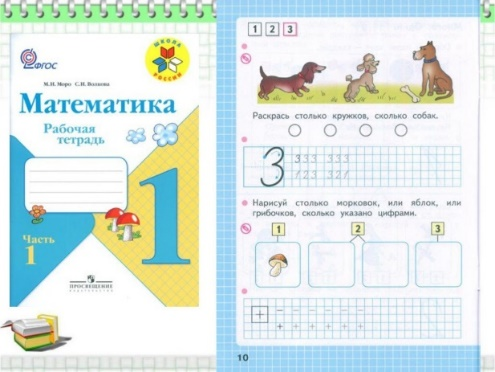 ФГОС
ШКОЛА РОССИИ
М.И. Моро С.И. Волкова
Математика
Рабочая
тетрадь
1
Часть
1
ПРОСВЕЩЕНИЕ
1 2 3
Раскрась столько кружков, сколько собак.
3 333 333
123 321
Нарисуй столько морковок, или яблок, или
грибочков, сколько указано цифрами.
1 2 3
+ + + + + + +
− − − − − −
10